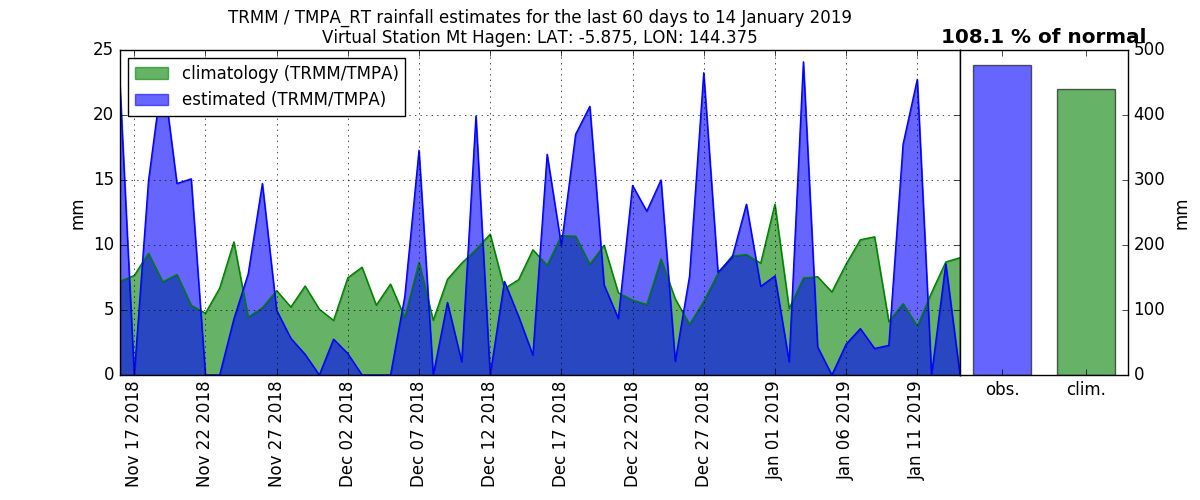 TRMM / TMPA_RT rainfall estimates for the last 60 days to 14 January 2019
Virtual Station Mt Hagen: LAT: -5.875, LON: 144.375
108.1 % of normal
climatology (TRMM/TMPA)
estimated (TRMM/TMPA)
25
20
15
10
5
0
mm
500
400
300
200
100
0
mm
Nov 17 2018
Nov 22 2018
Nov 27 2018
Dec 02 2018
Dec 07 2018
Dec 12 2018
Dec 17 2018
Dec 22 2018
Dec 27 2018
Jan 01 2019
Jan 06 2019
Jan 11 2019
obs.
clim.